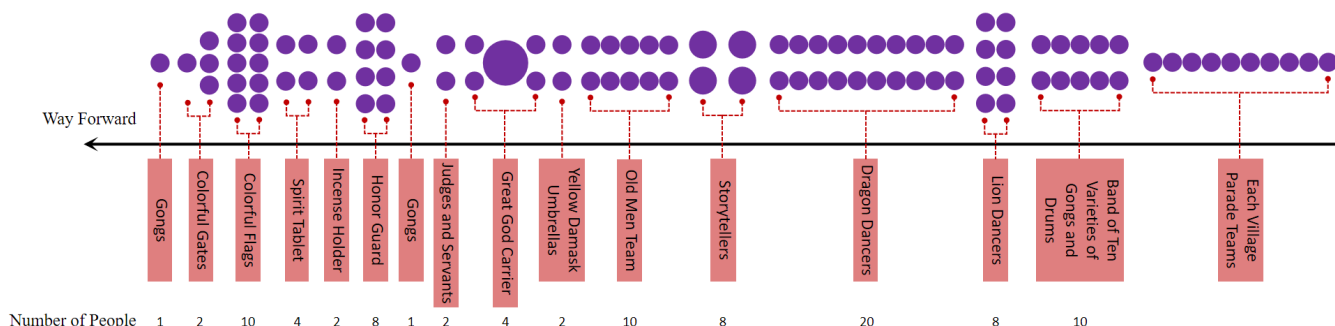 Way Forward
Gongs
Colorful Gates
Colorful Flags
Spirit Tablet
Incense Holder
Honor Guard
Gongs
Judges and Servants
Great God Carrier
Yellow Damask
Umbrellas
Old Men Team
Storytellers
Dragon Dancers
Lion Dancers
Band of Ten
Varieties of
Gongs and
Drums
Each Village
Parade Teams
Number of People 1 2 10 4 2 8 1 2 4 2 10 8 20 8 10